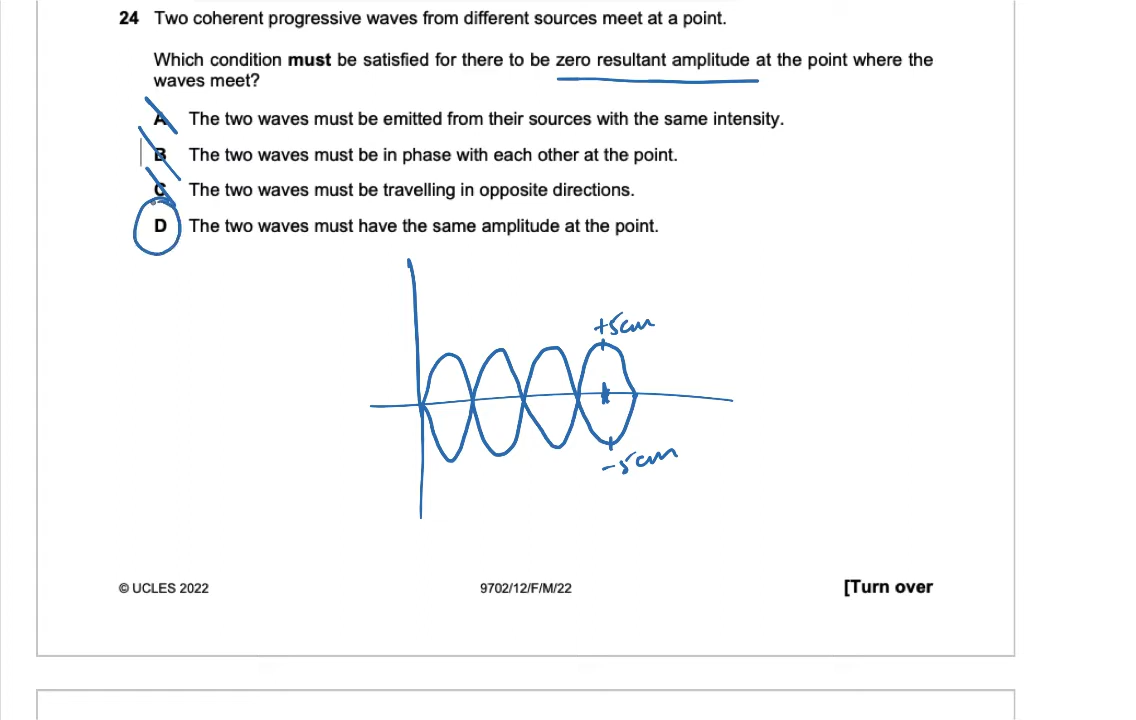 24 Two coherent progressive waves from different sources meet at a point.
Which condition must be satisfied for there to be zero resultant amplitude at the point where the
waves meet?
A The two waves must be emitted from their sources with the same intensity.
B The two waves must be in phase with each other at the point.
C The two waves must be travelling in opposite directions.
D The two waves must have the same amplitude at the point.
+5cm
-5cm
© UCLES 2022
9702/12/F/M/22
[Turn over